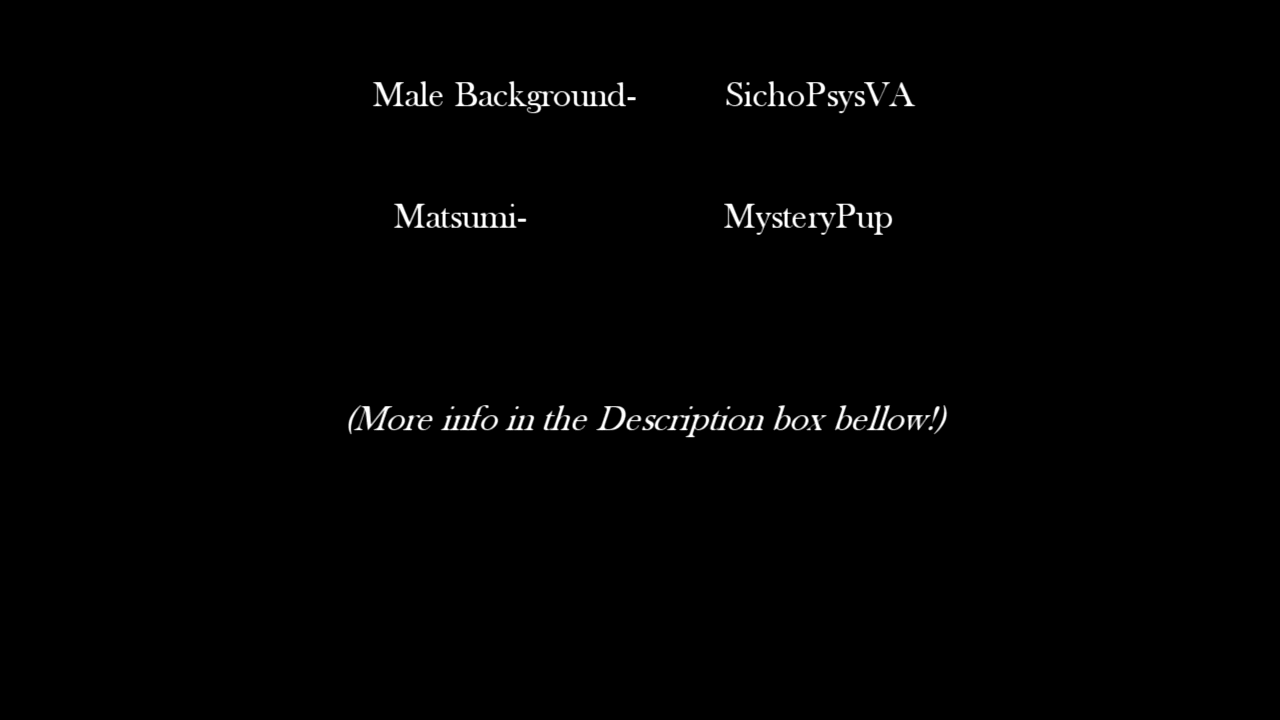 Male Background- SichoPsysVA
Matsumi- MysteryPup
(More info in the Description box bellow!)